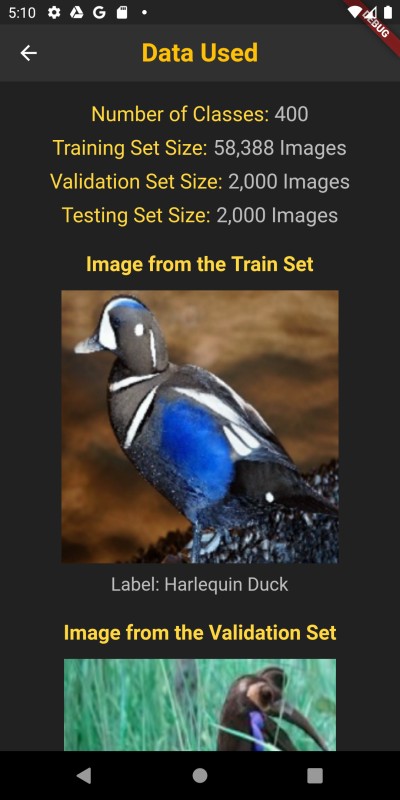 5:10
DEBUG
Data Used
Number of Classes: 400
Training Set Size: 58,388 Images
Validation Set Size: 2,000 Images
Testing Set Size: 2,000 Images
Image from the Train Set
Label: Harlequin Duck
Image from the Validation Set